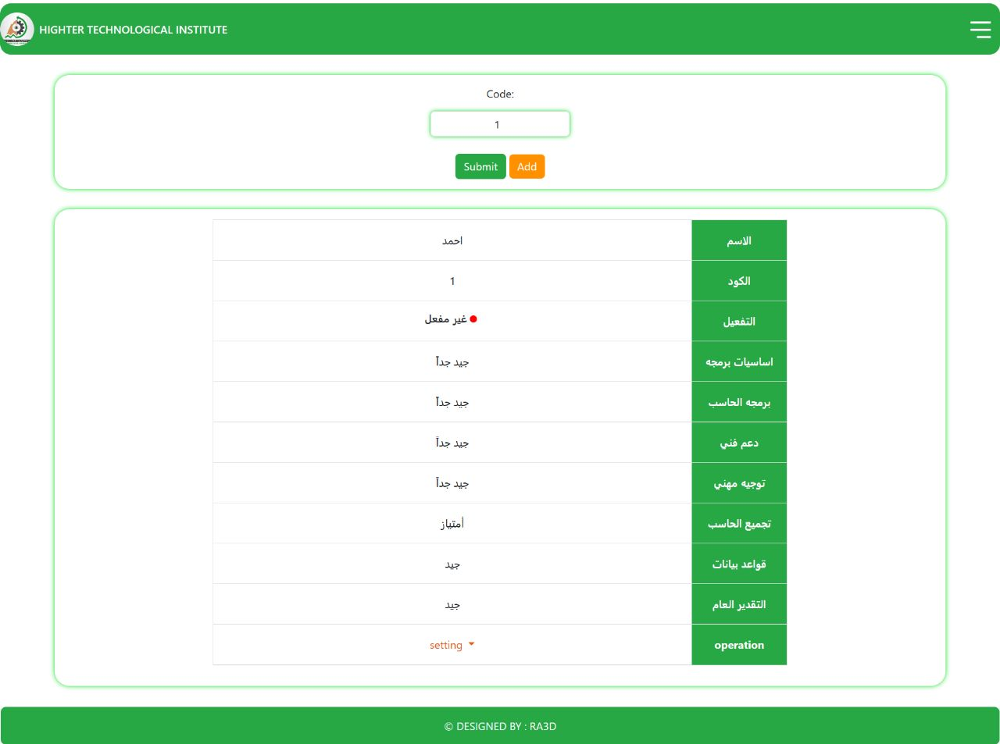 HIGHTER TECHNOLOGICAL INSTITUTE
Code:
1
Submit Add
الاسم احمد
الكود 1
التفعيل غير مفعل
اساسيات برمجه جيد جداً
برمجه الحاسب جيد جداً
دعم فني جيد جداً
توجيه مهني جيد جداً
تجميع الحاسب أمتياز
قواعد بيانات جيد
التقدير العام جيد
operation setting
© DESIGNED BY : RA3D